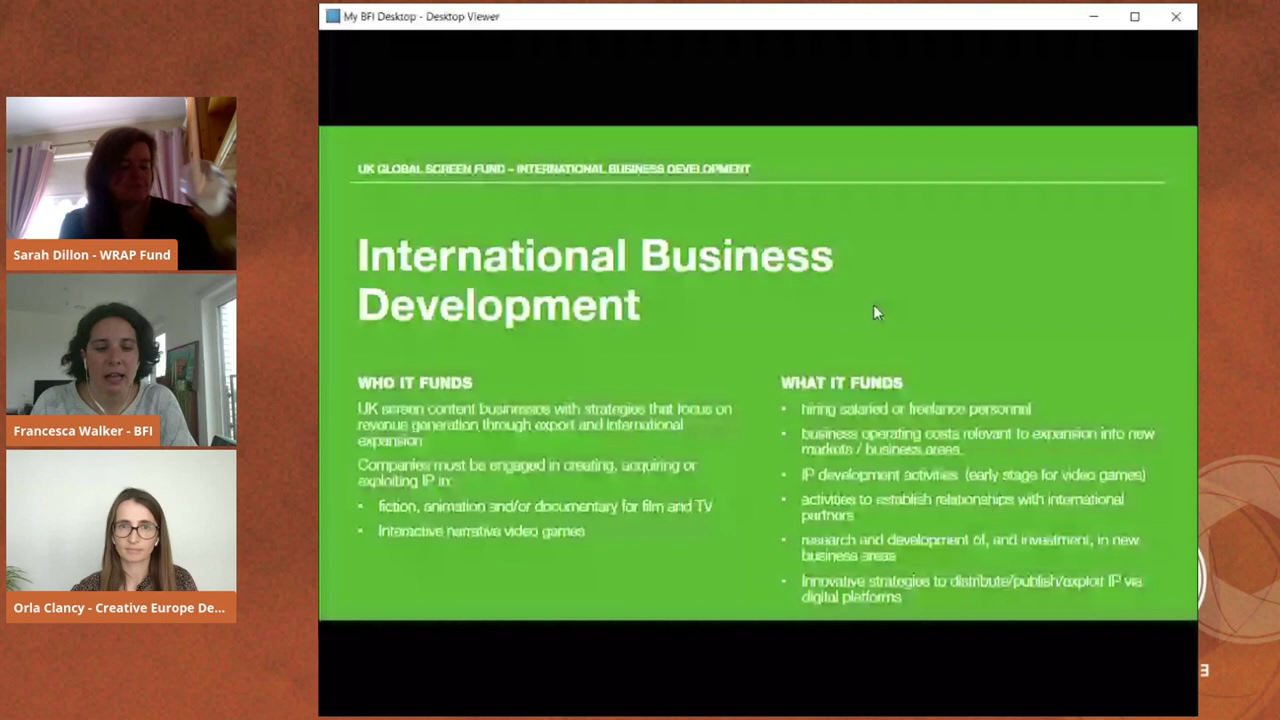 My BFI Desktop - Desktop Viewer
UK GLOBAL SCREEN FUND – INTERNATIONAL BUSINESS DEVELOPMENT
International Business
Development
WHO IT FUNDS
UK screen content businesses with strategies that focus on
revenue generation through export and international
expansion
Companies must be engaged in creating, acquiring or
exploiting IP in:
• fiction, animation and/or documentary for film and TV
• Interactive narrative video games
WHAT IT FUNDS
• hiring salaried or freelance personnel
• business operating costs relevant to expansion into new
markets / business areas.
• IP development activities (early stage for video games)
• activities to establish relationships with international
partners
• research and development of, and investment, in new
business areas
• Innovative strategies to distribute/publish/exploit IP via
digital platforms
Sarah Dillon - WRAP Fund
Francesca Walker - BFI
Orla Clancy - Creative Europe De...
3